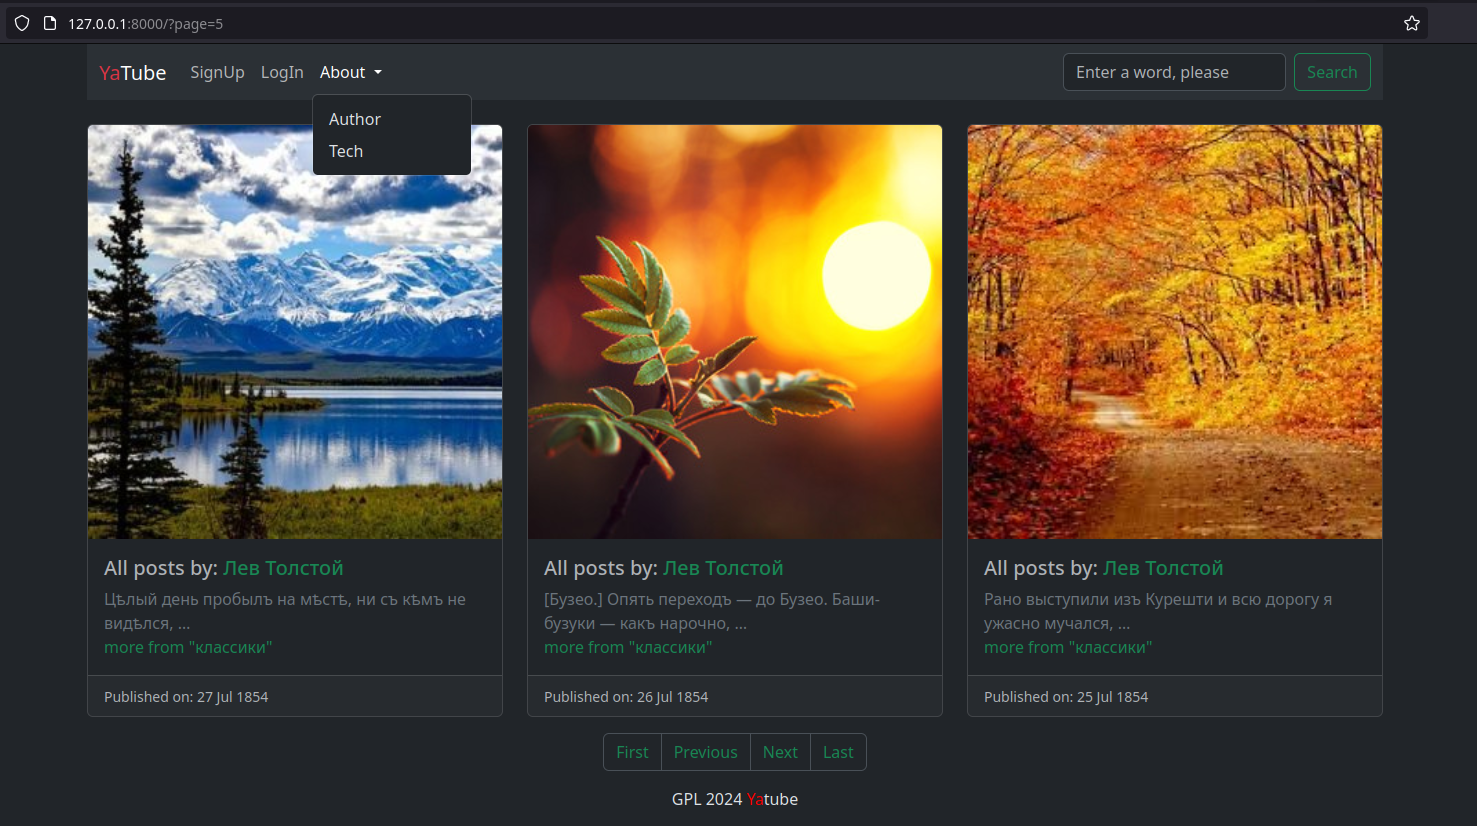 127.0.0.1:8000/?page=5
YaTube SignUp LogIn About Enter a word, please Search
Author
Tech
All posts by: Лев Толстой
Цѣлый день пробылъ на мѣстѣ, ни съ кѣмъ не
видѣлся, ...
more from "классики"
Published on: 27 Jul 1854
All posts by: Лев Толстой
[Бузео.] Опять переходъ — до Бузео. Баши-
бузуки — какъ нарочно, ...
more from "классики"
Published on: 26 Jul 1854
All posts by: Лев Толстой
Рано выступили изъ Курешти и всю дорогу я
ужасно мучался, ...
more from "классики"
Published on: 25 Jul 1854
First Previous Next Last
GPL 2024 Yatube